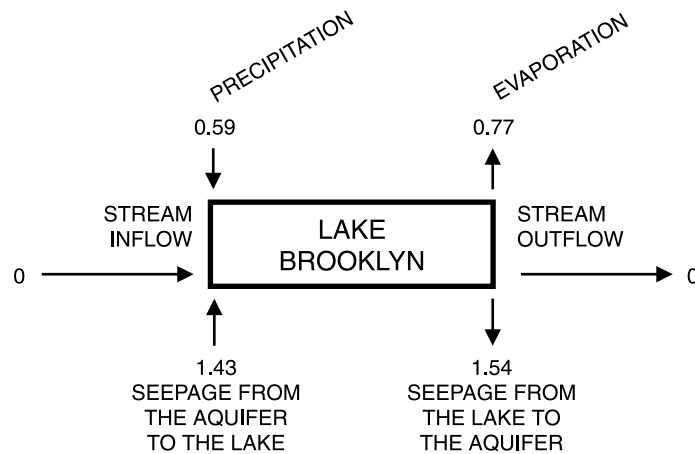 PRECIPITATION
EVAPORATION
0.59
0.77
STREAM
INFLOW
LAKE
BROOKLYN
STREAM
OUTFLOW
0
0
1.43
SEEPAGE FROM
THE AQUIFER
TO THE LAKE
1.54
SEEPAGE FROM
THE LAKE TO
THE AQUIFER